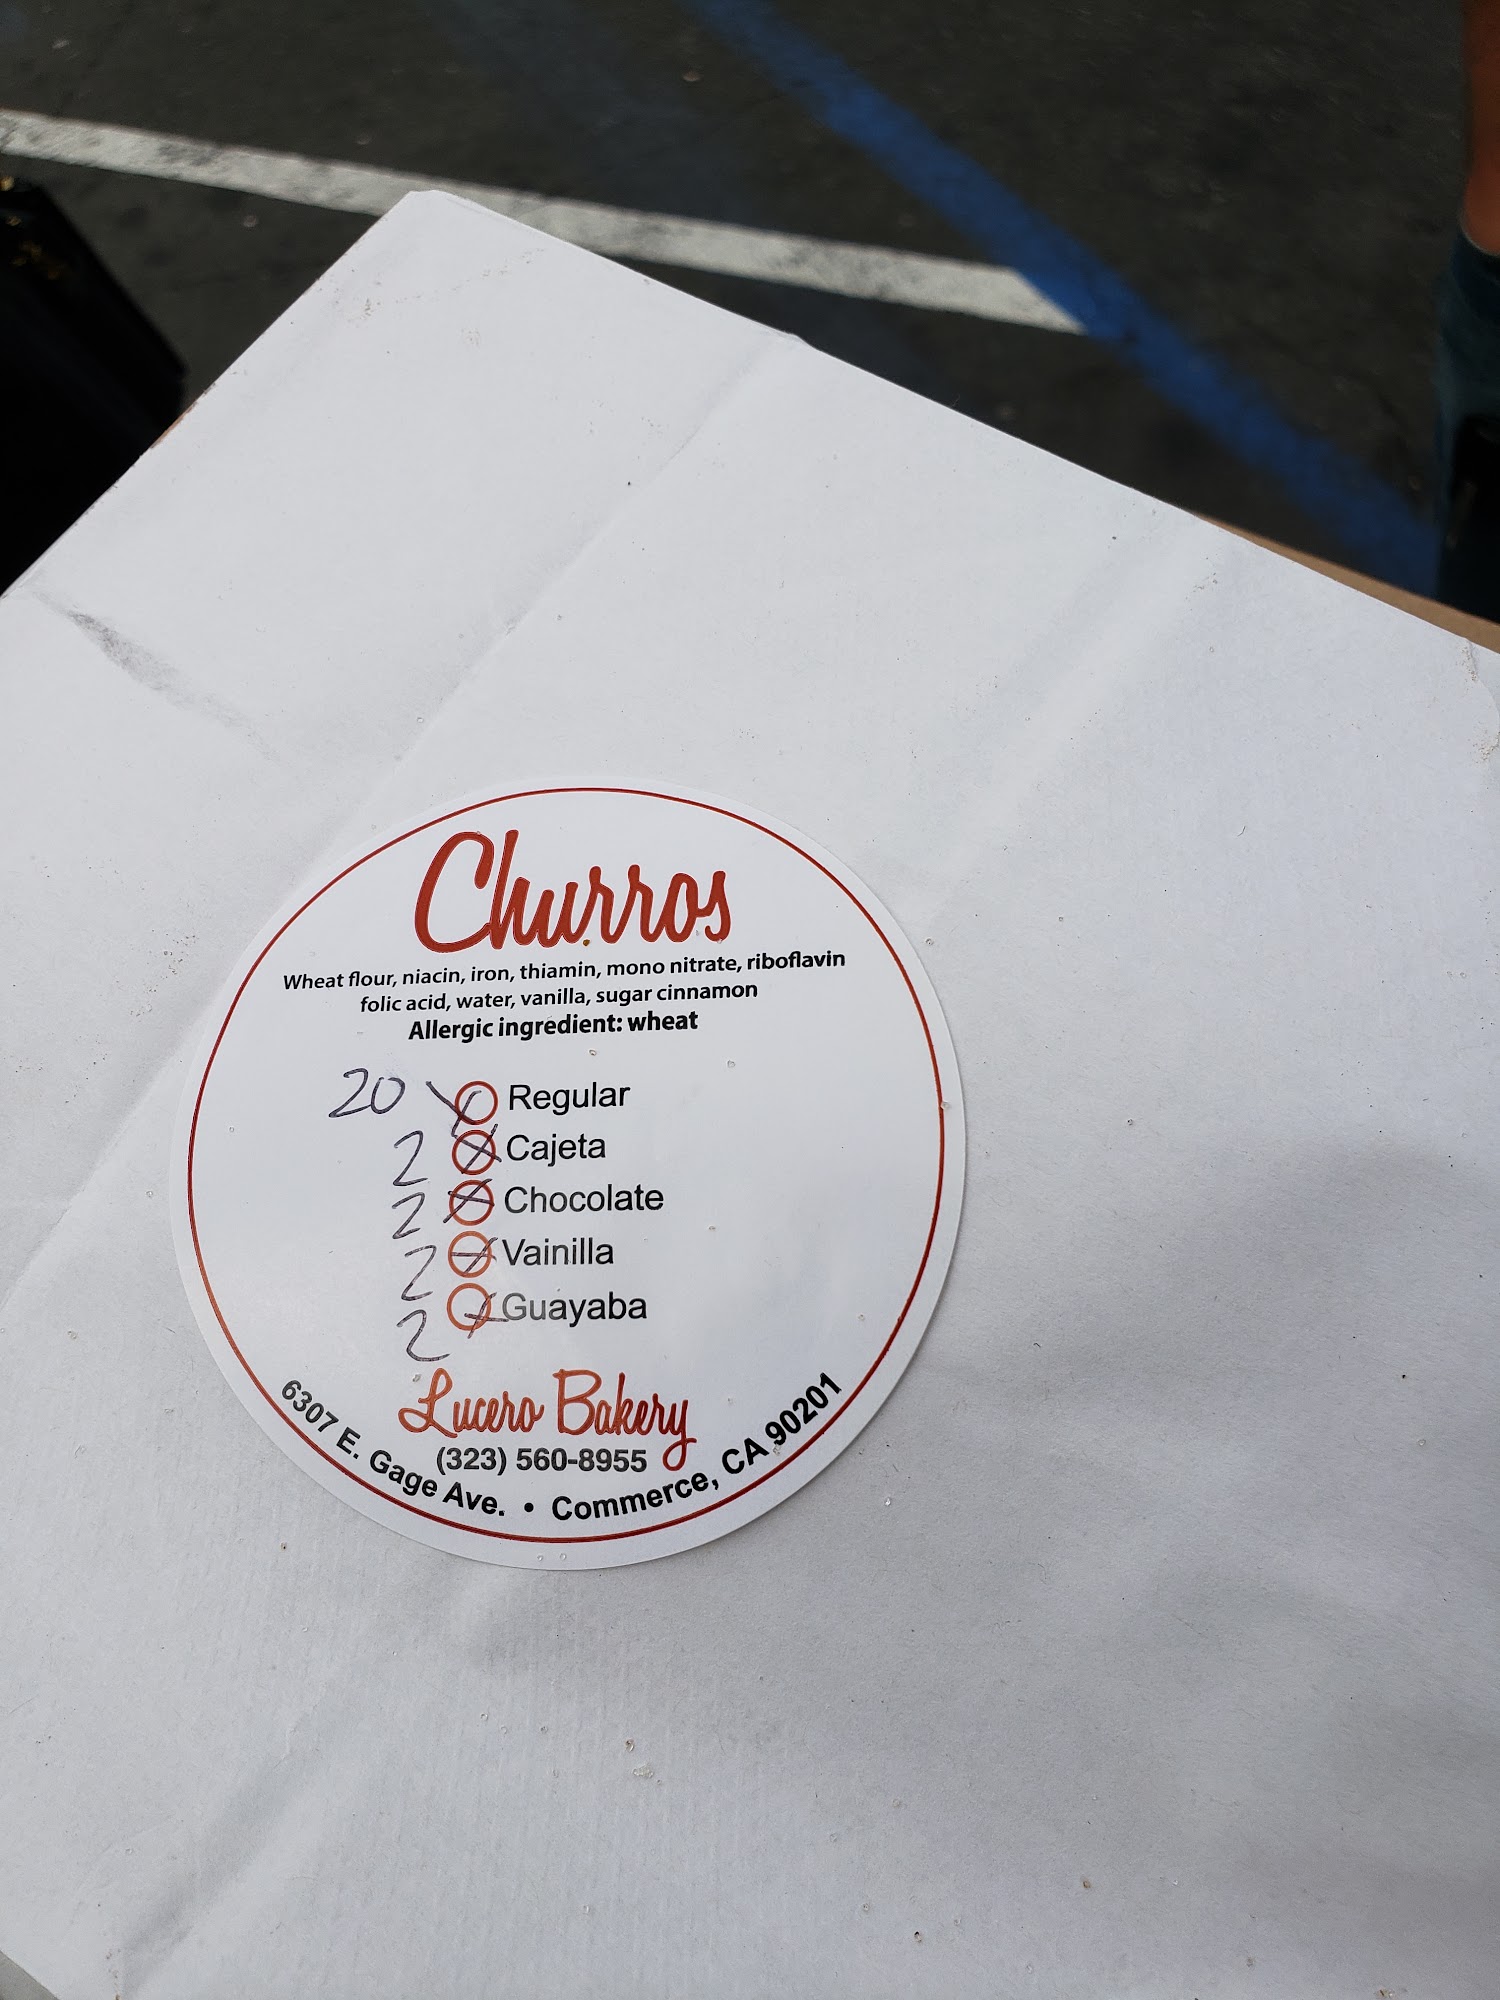 Churros
Wheat flour, niacin, iron, thiamin, mono nitrate, riboflavin
folic acid, water, vanilla, sugar cinnamon
Allergic ingredient: wheat
20 X Regular
2 X Cajeta
2 X Chocolate
2 X Vainilla
2 X Guayaba
Lucero Bakery
(323) 560-8955
6307 E. Gage Ave. • Commerce, CA 90201